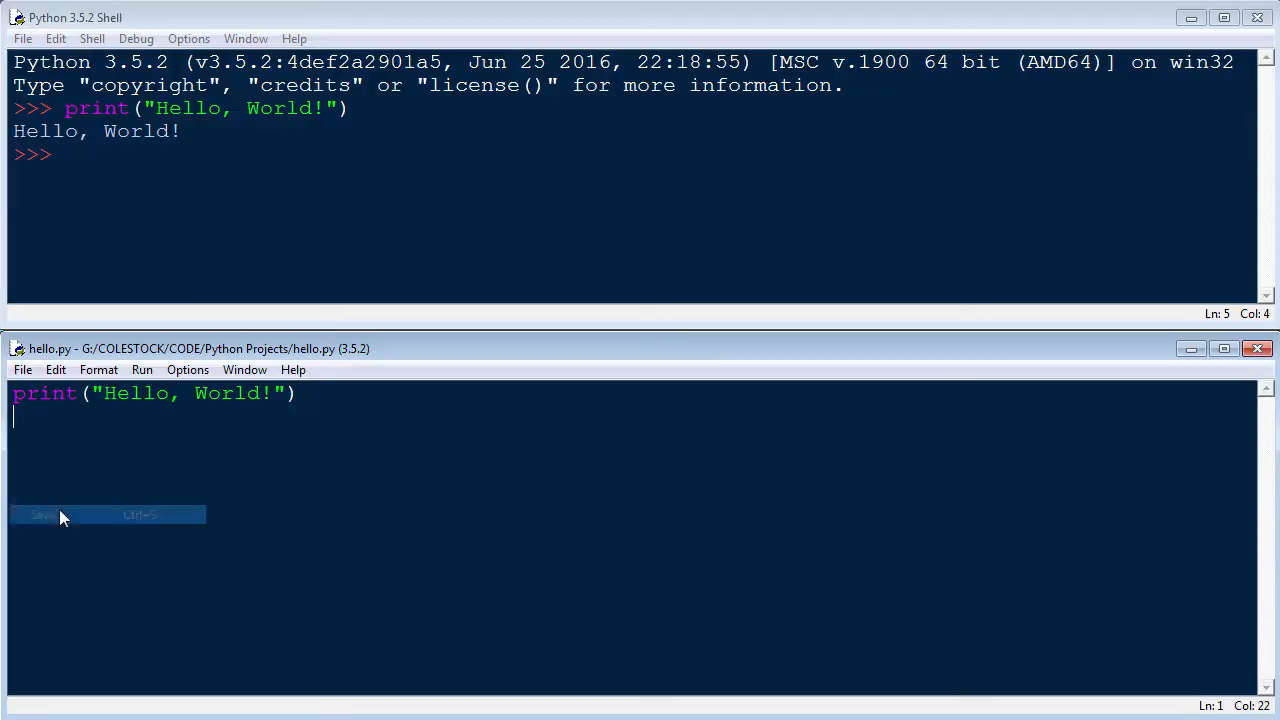 Python 3.5.2 Shell
File Edit Shell Debug Options Window Help
Python 3.5.2 (v3.5.2:4def2a2901a5, Jun 25 2016, 22:18:55) [MSC v.1900 64 bit (AMD64)] on win32
Type "copyright", "credits" or "license()" for more information.
>>> print("Hello, World!")
Hello, World!
>>>
Ln: 5 Col: 4
hello.py - G:/COLESTOCK/CODE/Python Projects/hello.py (3.5.2)
File Edit Format Run Options Window Help
print("Hello, World!")
Save Ctrl+S
Ln: 1 Col: 22